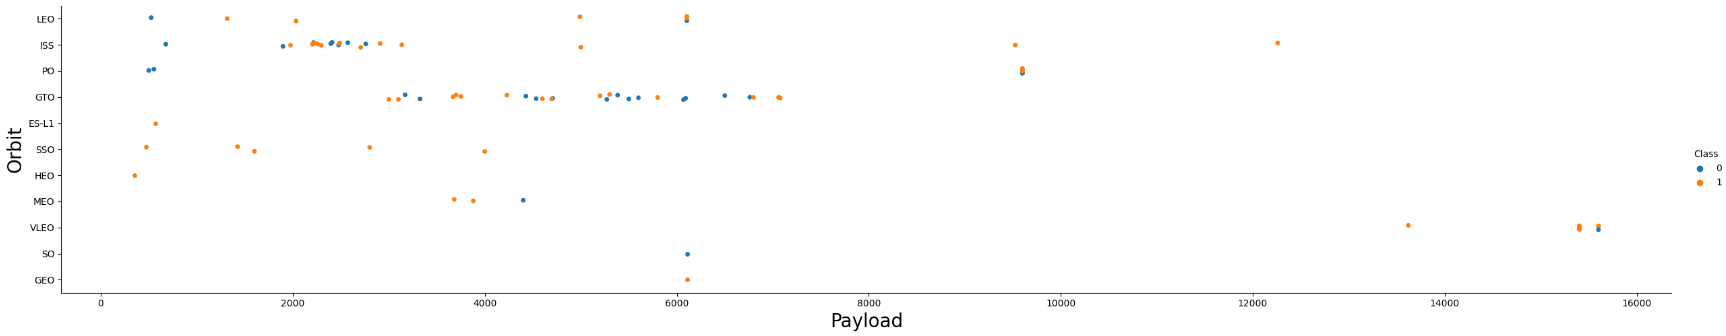 Orbit
LEO
ISS
PO
GTO
ES-L1
SSO
HEO
MEO
VLEO
SO
GEO
0 2000 4000 6000 8000 10000 12000 14000 16000
Payload
Class
0
1